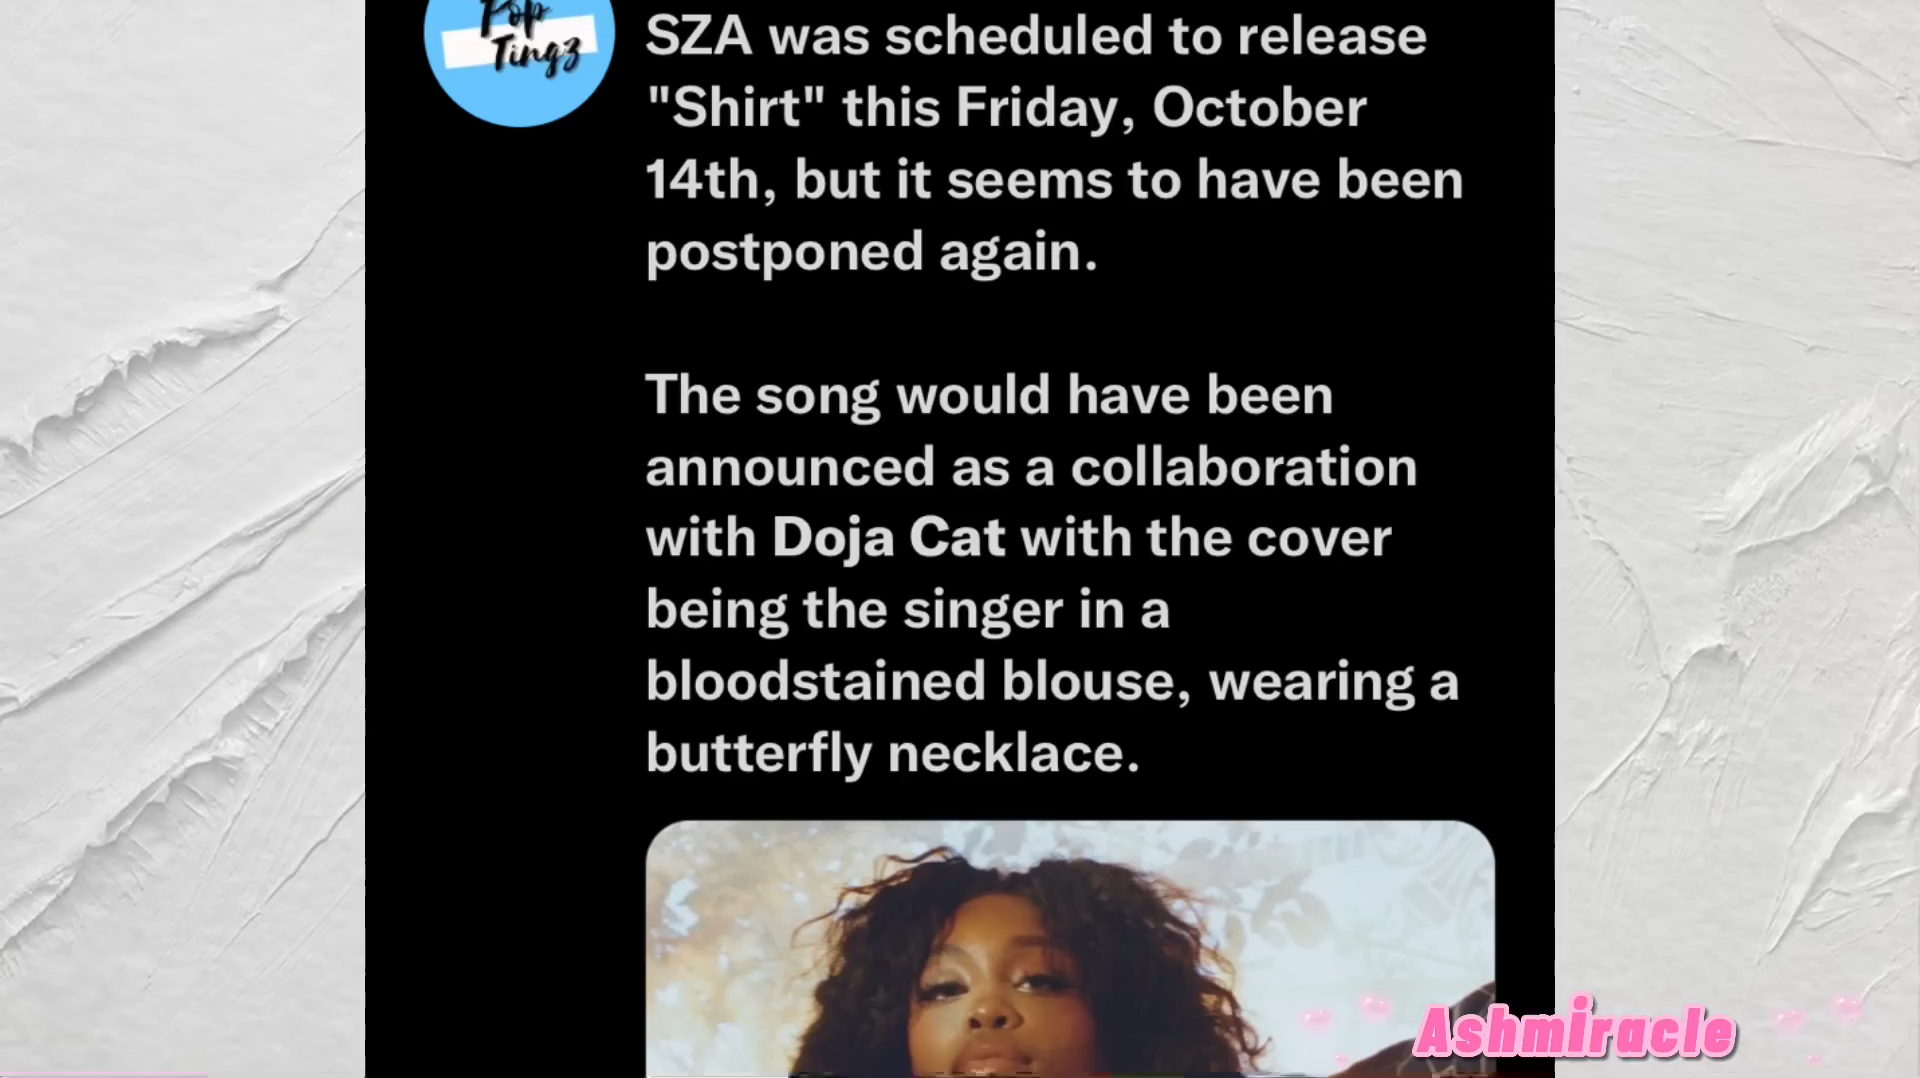 Pop
Tingz
SZA was scheduled to release
"Shirt" this Friday, October
14th, but it seems to have been
postponed again.
The song would have been
announced as a collaboration
with Doja Cat with the cover
being the singer in a
bloodstained blouse, wearing a
butterfly necklace.
Ashmiracle